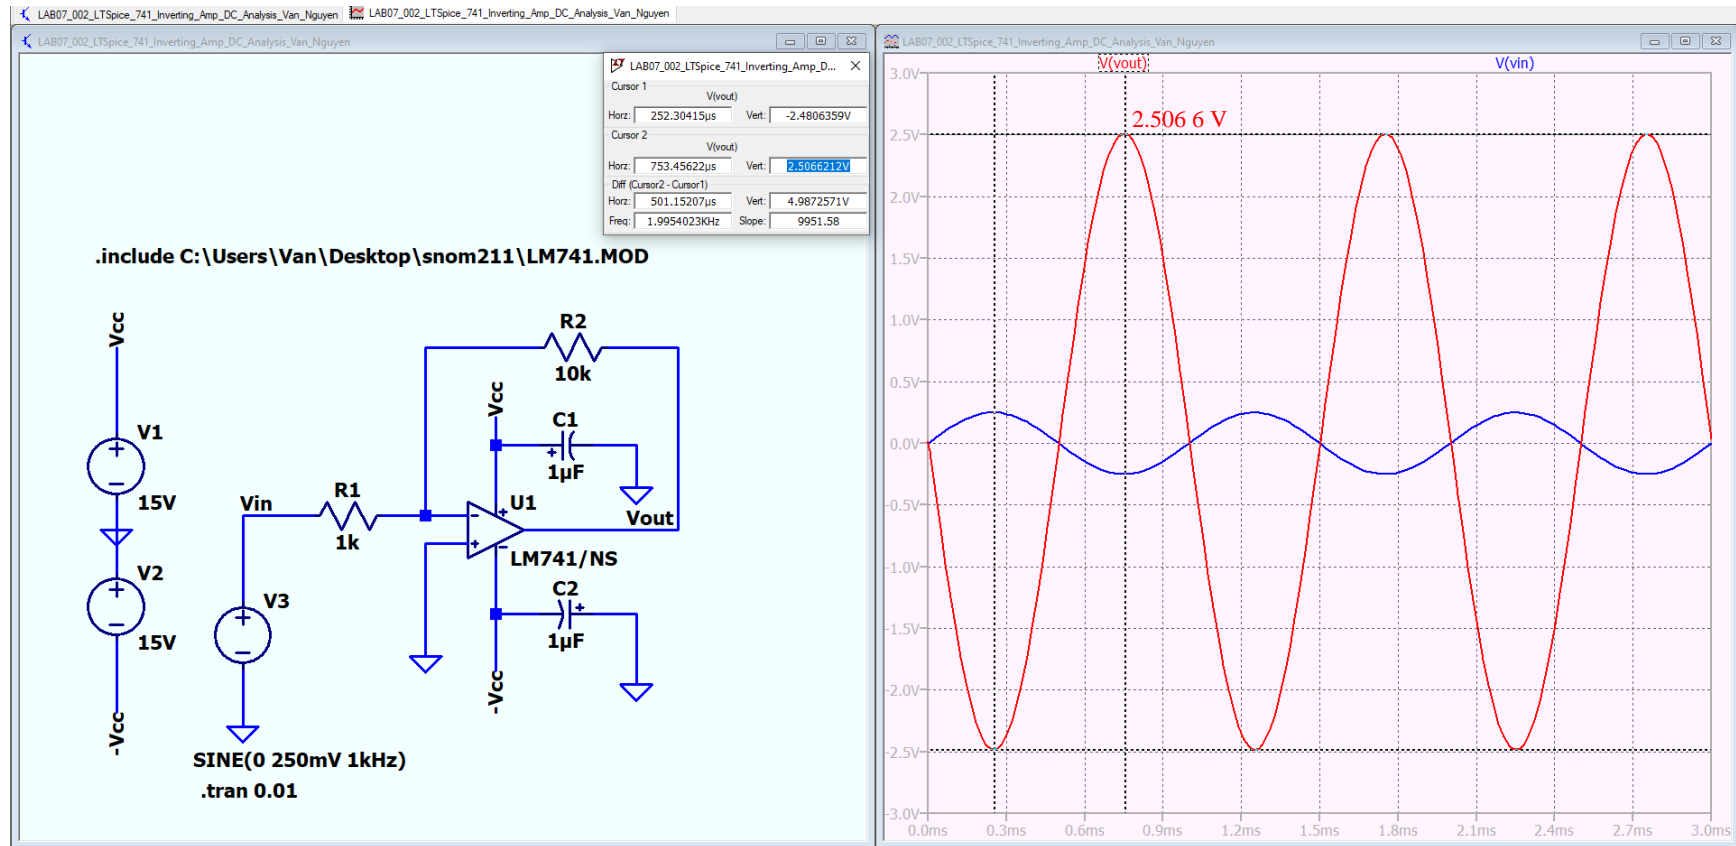 LAB07_002_LTSpice_741_Inverting_Amp_DC_Analysis_Van_Nguyen
LAB07_002_LTSpice_741_Inverting_Amp_DC_Analysis_Van_Nguyen
LAB07_002_LTSpice_741_Inverting_Amp_DC_Analysis_Van_Nguyen
LAB07_002_LTSpice_741_Inverting_Amp_D...
Cursor 1
V(vout)
Horz: 252.30415µs Vert: -2.4806359V
Cursor 2
V(vout)
Horz: 753.45622µs Vert: 2.5066212V
Diff (Cursor2 - Cursor1)
Horz: 501.15207µs Vert: 4.9872571V
Freq: 1.9954023KHz Slope: 9951.58
.include C:\Users\Van\Desktop\snom211\LM741.MOD
Vcc
V1
+
−
15V
V2
+
−
15V
-Vcc
Vin
V3
+
−
SINE(0 250mV 1kHz)
.tran 0.01
R1
1k
R2
10k
Vcc
C1
+
1µF
U1
−
+
+
−
LM741/NS
Vout
C2
+
1µF
-Vcc
LAB07_002_LTSpice_741_Inverting_Amp_DC_Analysis_Van_Nguyen
V(vout) V(vin)
2.506 6 V
3.0V
2.5V
2.0V
1.5V
1.0V
0.5V
0.0V
-0.5V
-1.0V
-1.5V
-2.0V
-2.5V
-3.0V
0.0ms 0.3ms 0.6ms 0.9ms 1.2ms 1.5ms 1.8ms 2.1ms 2.4ms 2.7ms 3.0ms